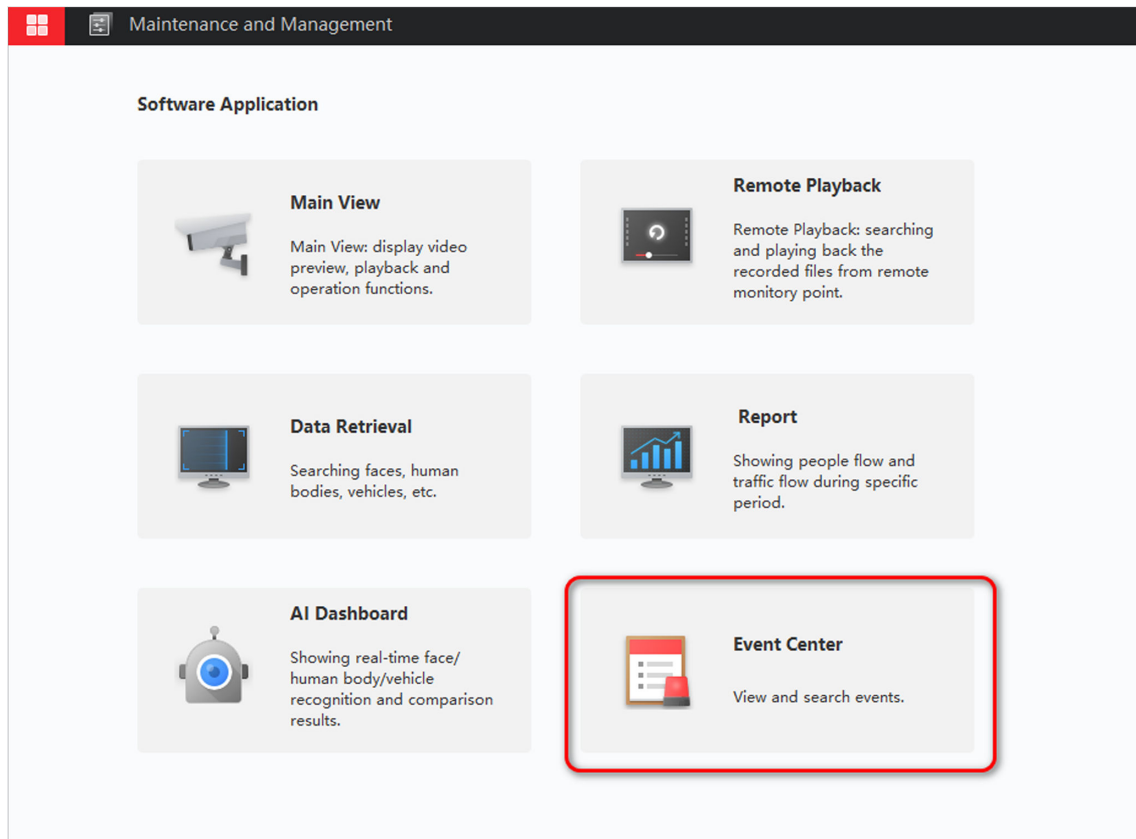 Maintenance and Management
Software Application
Main View
Main View: display video
preview, playback and
operation functions.
Remote Playback
Remote Playback: searching
and playing back the
recorded files from remote
monitory point.
Data Retrieval
Searching faces, human
bodies, vehicles, etc.
Report
Showing people flow and
traffic flow during specific
period.
AI Dashboard
Showing real-time face/
human body/vehicle
recognition and comparison
results.
Event Center
View and search events.